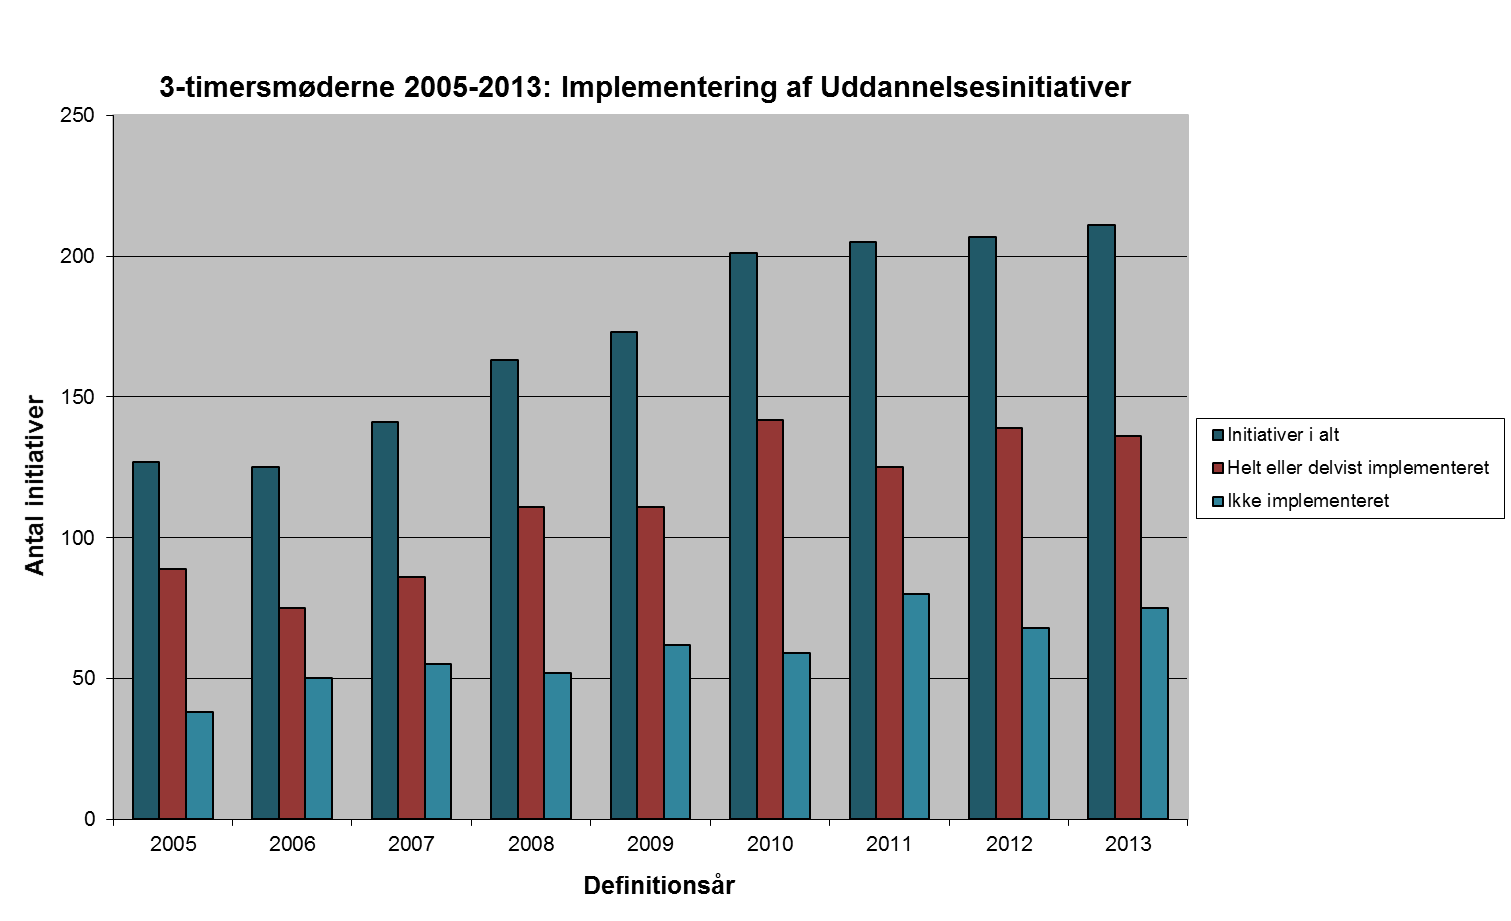 3-timersmøderne 2005-2013: Implementering af Uddannelsesinitiativer
250
200
150
100
50
0
Antal initiativer
2005 2006 2007 2008 2009 2010 2011 2012 2013
Definitionsår
Initiativer i alt
Helt eller delvist implementeret
Ikke implementeret